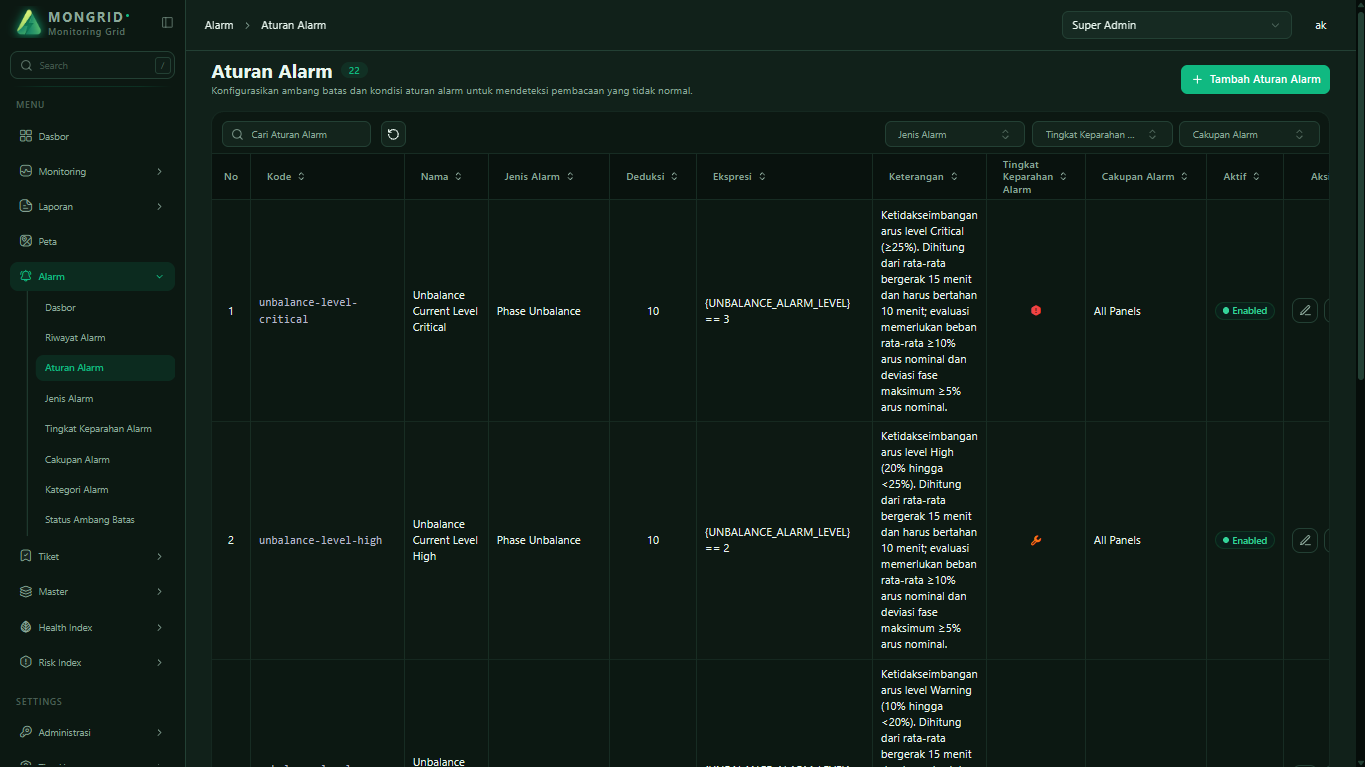 MONGRID
Monitoring Grid
Search /
MENU
Dasbor
Monitoring
Laporan
Peta
Alarm
Dasbor
Riwayat Alarm
Aturan Alarm
Jenis Alarm
Tingkat Keparahan Alarm
Cakupan Alarm
Kategori Alarm
Status Ambang Batas
Tiket
Master
Health Index
Risk Index
SETTINGS
Administrasi
Alarm > Aturan Alarm
Super Admin
ak
Aturan Alarm 22
Konfigurasikan ambang batas dan kondisi aturan alarm untuk mendeteksi pembacaan yang tidak normal.
+ Tambah Aturan Alarm
Cari Aturan Alarm
Jenis Alarm
Tingkat Keparahan ...
Cakupan Alarm
No
Kode
Nama
Jenis Alarm
Deduksi
Ekspresi
Keterangan
Tingkat
Keparahan
Alarm
Cakupan Alarm
Aktif
Aksi
1
unbalance-level-
critical
Unbalance
Current Level
Critical
Phase Unbalance
10
{UNBALANCE_ALARM_LEVEL}
== 3
Ketidakseimbangan
arus level Critical
(≥25%). Dihitung
dari rata-rata
bergerak 15 menit
dan harus bertahan
10 menit; evaluasi
memerlukan beban
rata-rata ≥10%
arus nominal dan
deviasi fase
maksimum ≥5%
arus nominal.
All Panels
Enabled
2
unbalance-level-high
Unbalance
Current Level
High
Phase Unbalance
10
{UNBALANCE_ALARM_LEVEL}
== 2
Ketidakseimbangan
arus level High
(20% hingga
<25%). Dihitung
dari rata-rata
bergerak 15 menit
dan harus bertahan
10 menit; evaluasi
memerlukan beban
rata-rata ≥10%
arus nominal dan
deviasi fase
maksimum ≥5%
arus nominal.
All Panels
Enabled
Unbalance
Ketidakseimbangan
arus level Warning
(10% hingga
<20%). Dihitung
dari rata-rata
bergerak 15 menit